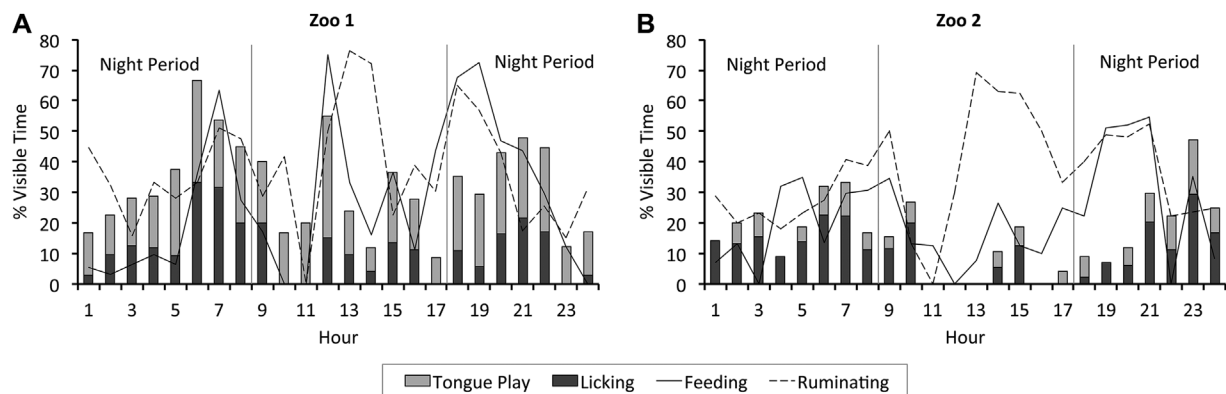 A
Zoo 1
80
70
60
50
40
30
20
10
0
% Visible Time
Night Period
Night Period
1 3 5 7 9 11 13 15 17 19 21 23
Hour
B
Zoo 2
80
70
60
50
40
30
20
10
0
% Visible Time
Night Period
Night Period
1 3 5 7 9 11 13 15 17 19 21 23
Hour
Tongue Play Licking Feeding Ruminating